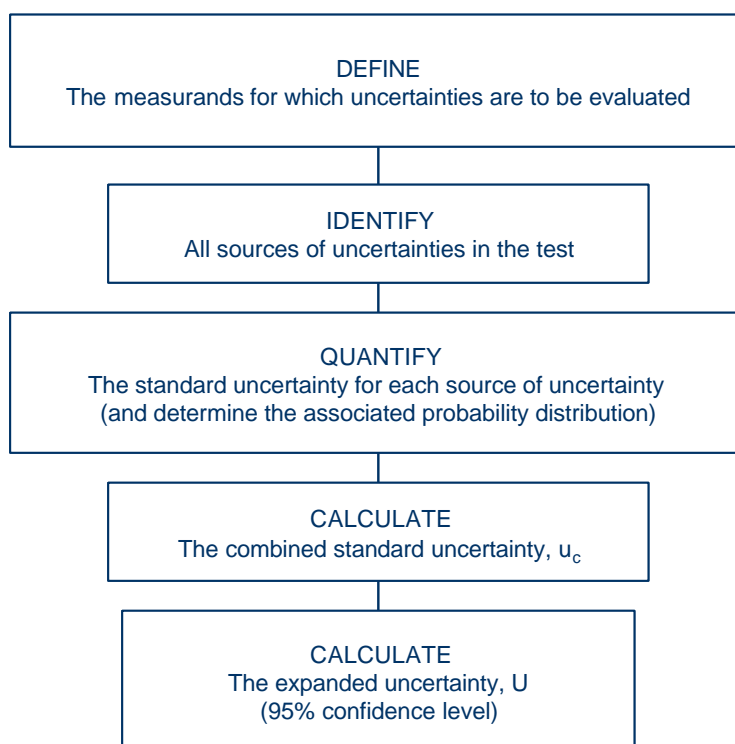 DEFINE
The measurands for which uncertainties are to be evaluated
IDENTIFY
All sources of uncertainties in the test
QUANTIFY
The standard uncertainty for each source of uncertainty
(and determine the associated probability distribution)
CALCULATE
The combined standard uncertainty, u_c
CALCULATE
The expanded uncertainty, U
(95% confidence level)